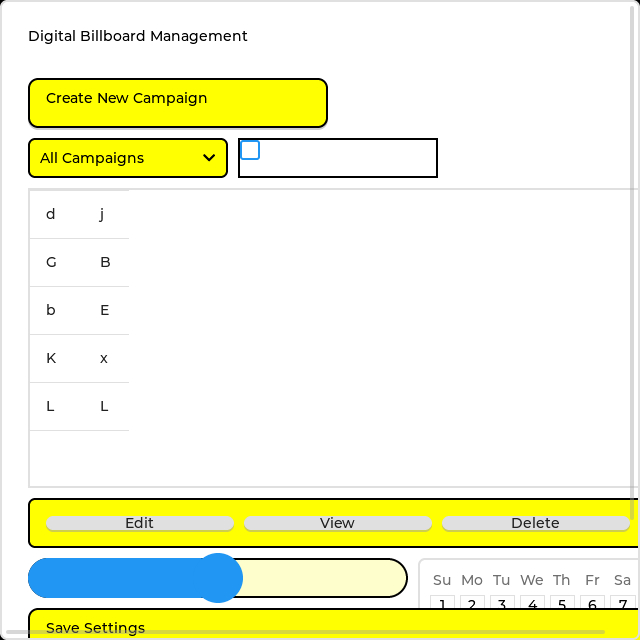 Digital Billboard Management
Create New Campaign
All Campaigns
d j
G B
b E
K x
L L
Edit View Delete
Su Mo Tu We Th Fr Sa
1 2 3 4 5 6 7
Save Settings